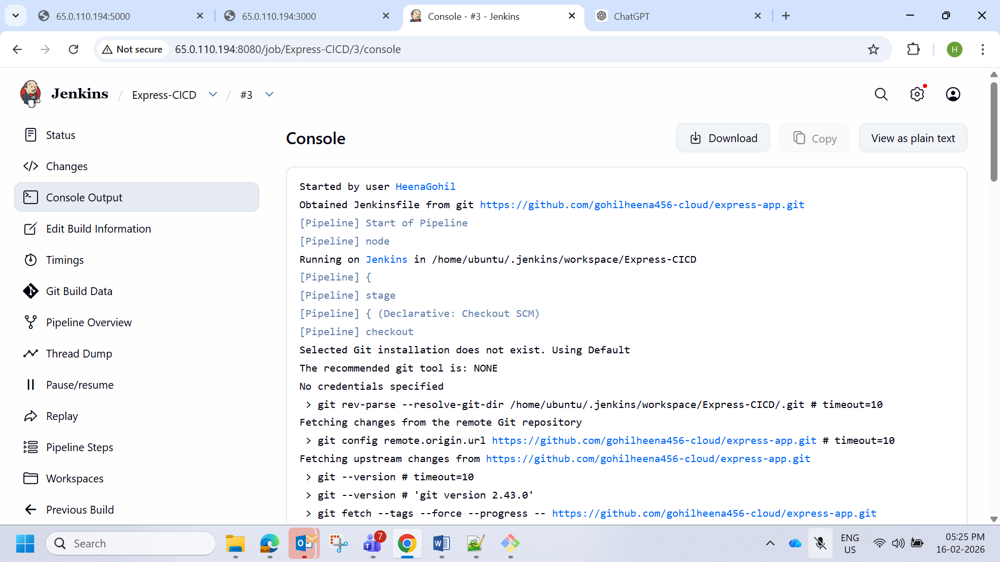 65.0.110.194:5000
65.0.110.194:3000
Console - #3 - Jenkins
ChatGPT
Not secure
65.0.110.194:8080/job/Express-CICD/3/console
H
Jenkins / Express-CICD / #3
Status
Changes
Console Output
Edit Build Information
Timings
Git Build Data
Pipeline Overview
Thread Dump
Pause/resume
Replay
Pipeline Steps
Workspaces
Previous Build
Console
Download
Copy
View as plain text
Started by user HeenaGohil
Obtained Jenkinsfile from git https://github.com/gohilheena456-cloud/express-app.git
[Pipeline] Start of Pipeline
[Pipeline] node
Running on Jenkins in /home/ubuntu/.jenkins/workspace/Express-CICD
[Pipeline] {
[Pipeline] stage
[Pipeline] { (Declarative: Checkout SCM)
[Pipeline] checkout
Selected Git installation does not exist. Using Default
The recommended git tool is: NONE
No credentials specified
> git rev-parse --resolve-git-dir /home/ubuntu/.jenkins/workspace/Express-CICD/.git # timeout=10
Fetching changes from the remote Git repository
> git config remote.origin.url https://github.com/gohilheena456-cloud/express-app.git # timeout=10
Fetching upstream changes from https://github.com/gohilheena456-cloud/express-app.git
> git --version # timeout=10
> git --version # 'git version 2.43.0'
> git fetch --tags --force --progress -- https://github.com/gohilheena456-cloud/express-app.git
Search
7
ENG
US
05:25 PM
16-02-2026